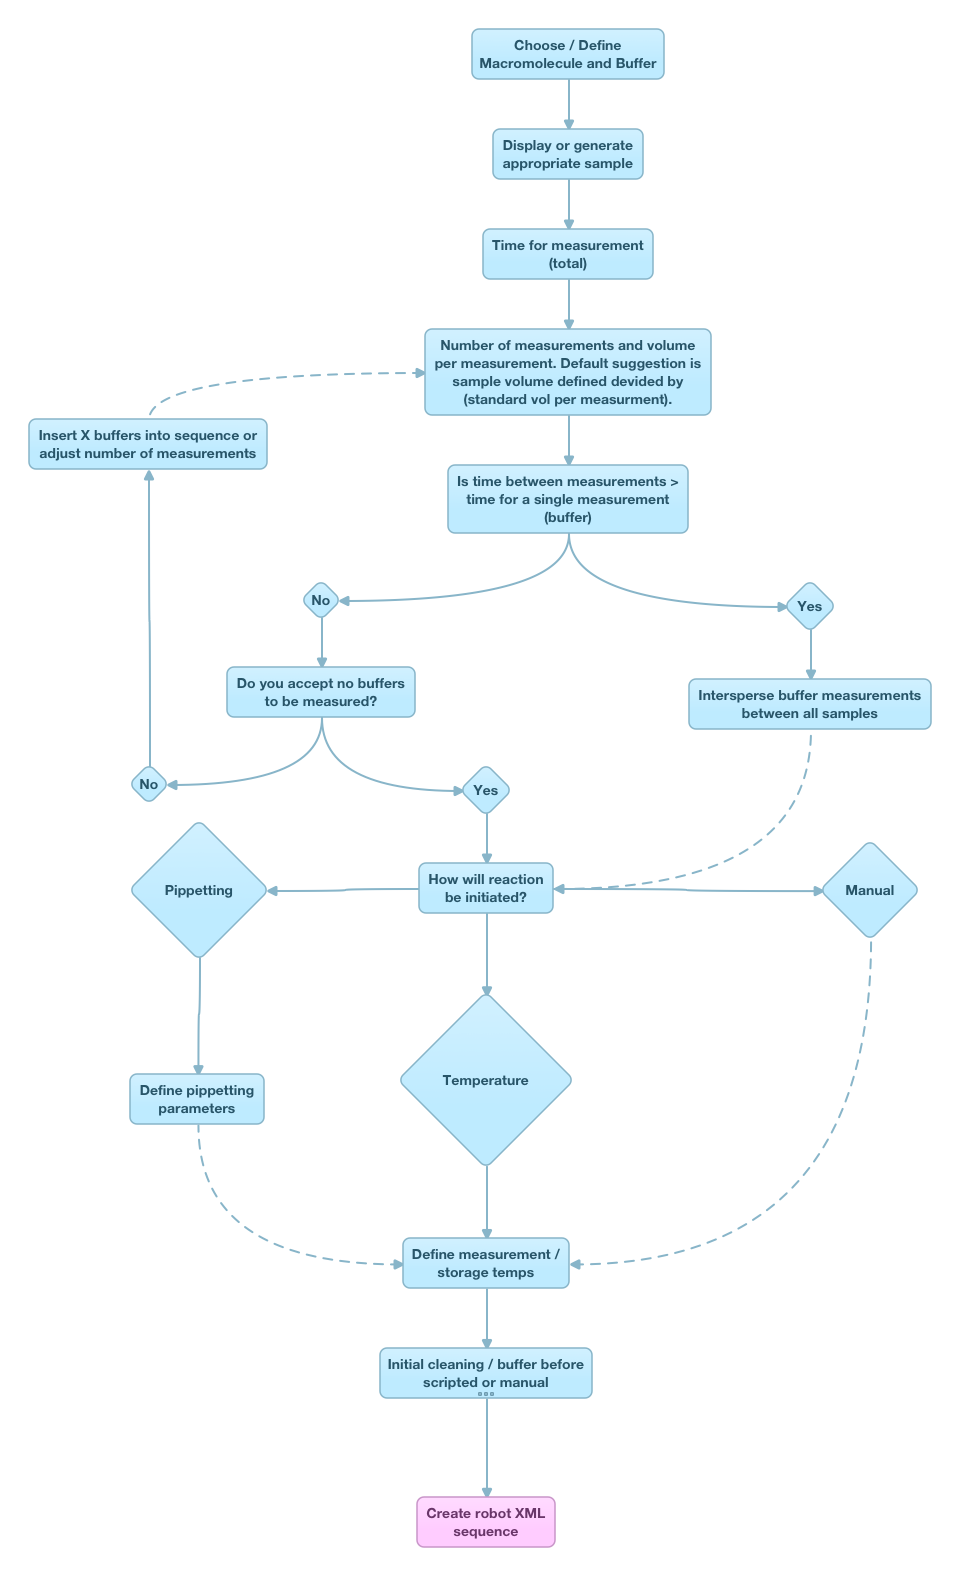 Choose / Define
Macromolecule and Buffer
Display or generate
appropriate sample
Time for measurement
(total)
Number of measurements and volume
per measurement. Default suggestion is
sample volume defined devided by
(standard vol per measurment).
Insert X buffers into sequence or
adjust number of measurements
Is time between measurements >
time for a single measurement
(buffer)
No
Yes
Do you accept no buffers
to be measured?
Intersperse buffer measurements
between all samples
No
Yes
Pippetting
How will reaction
be initiated?
Manual
Temperature
Define pippetting
parameters
Define measurement /
storage temps
Initial cleaning / buffer before
scripted or manual
Create robot XML
sequence